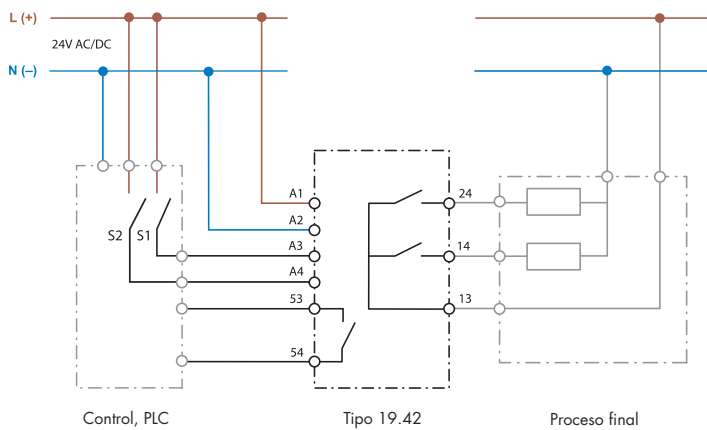 L (+)
24V AC/DC
N (–)
A1
24
A2
S2 S1
A3
14
A4
53
13
54
Control, PLC
Tipo 19.42
Proceso final